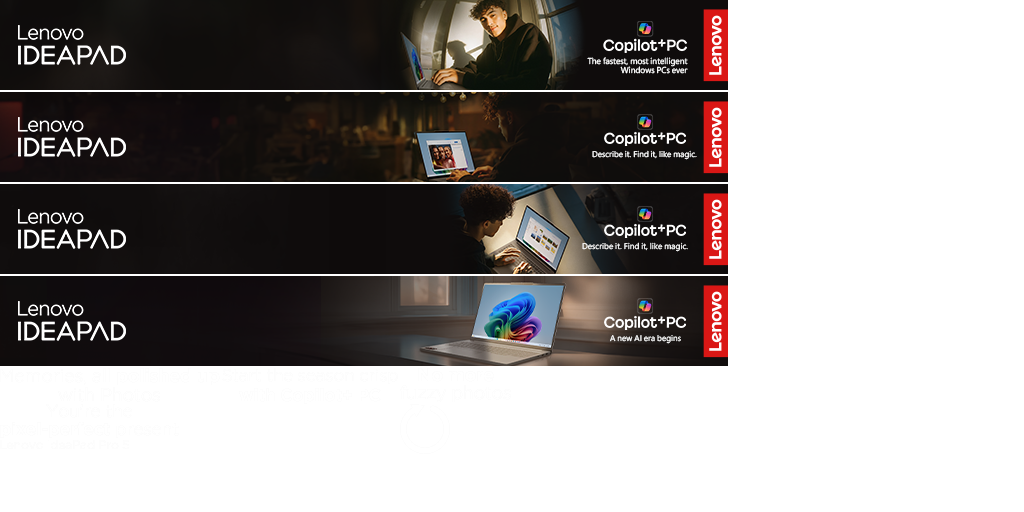 Lenovo
IDEAPAD
Copilot+PC
The fastest, most intelligent
Windows PCs ever
Lenovo
Lenovo
IDEAPAD
Copilot+PC
Describe it. Find it, like magic.
Lenovo
Lenovo
IDEAPAD
Copilot+PC
Describe it. Find it, like magic.
Lenovo
Lenovo
IDEAPAD
Copilot+PC
A new AI era begins
Lenovo